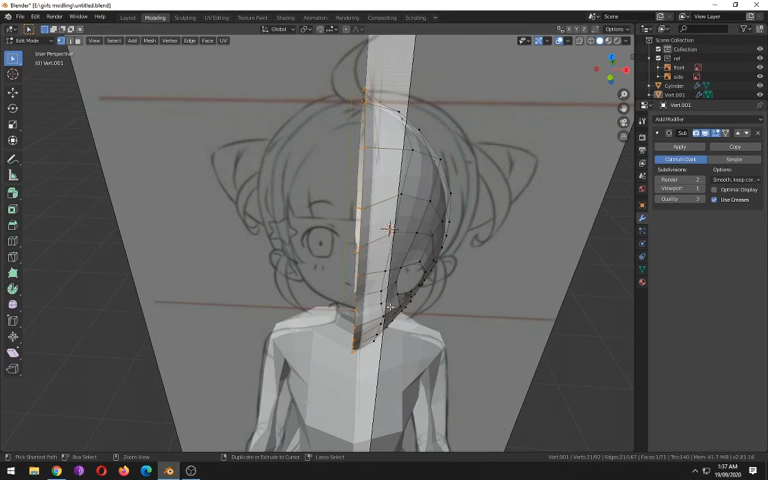 Blender* [E:\girls modling\untitled.blend]
File Edit Render Window Help Layout Modeling Sculpting UV Editing Texture Paint Shading Animation Rendering Compositing Scripting Scene View Layer
Global Options
Edit Mode View Select Add Mesh Vertex Edge Face UV
User Perspective
Vert.001
Scene Collection
Collection
ref
front
side
Cylinder
Vert.001
Vert.001
Add Modifier
Sub
Apply Copy
Catmull-Clark Simple
Subdivisions: Options:
Render 2 Smooth, keep cor..
Viewport 1 Optimal Display
Quality 3 Use Creases
Pick Shortest Path Box Select Zoom View Duplicate or Extrude to Cursor Lasso Select Vert.001 | Verts:21/92 | Edges:21/167 | Faces:1/71 | Tris:140 | Mem: 41.7 MiB | v2.81.16
1:37 AM
19/09/2020